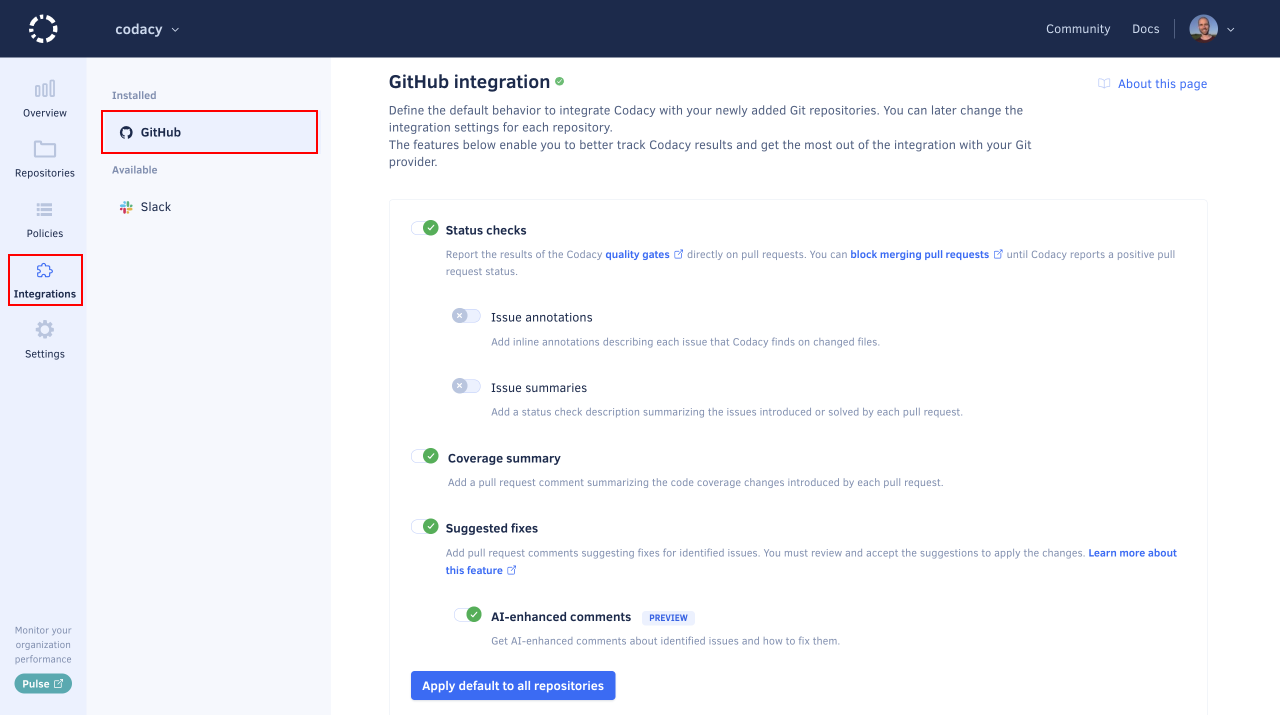 codacy
Community
Docs
Overview
Repositories
Policies
Integrations
Settings
Monitor your
organization
performance
Pulse
Installed
GitHub
Available
Slack
GitHub integration
About this page
Define the default behavior to integrate Codacy with your newly added Git repositories. You can later change the
integration settings for each repository.
The features below enable you to better track Codacy results and get the most out of the integration with your Git
provider.
Status checks
Report the results of the Codacy quality gates directly on pull requests. You can block merging pull requests until Codacy reports a positive pull
request status.
Issue annotations
Add inline annotations describing each issue that Codacy finds on changed files.
Issue summaries
Add a status check description summarizing the issues introduced or solved by each pull request.
Coverage summary
Add a pull request comment summarizing the code coverage changes introduced by each pull request.
Suggested fixes
Add pull request comments suggesting fixes for identified issues. You must review and accept the suggestions to apply the changes. Learn more about
this feature
AI-enhanced comments PREVIEW
Get AI-enhanced comments about identified issues and how to fix them.
Apply default to all repositories